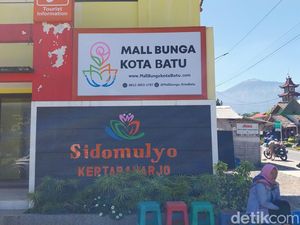 Tourist
Information
MALL BUNGA
KOTA BATU
www.MallBungaKotaBatu.com
Sidomulyo
KERTARAHARJO
detikcom